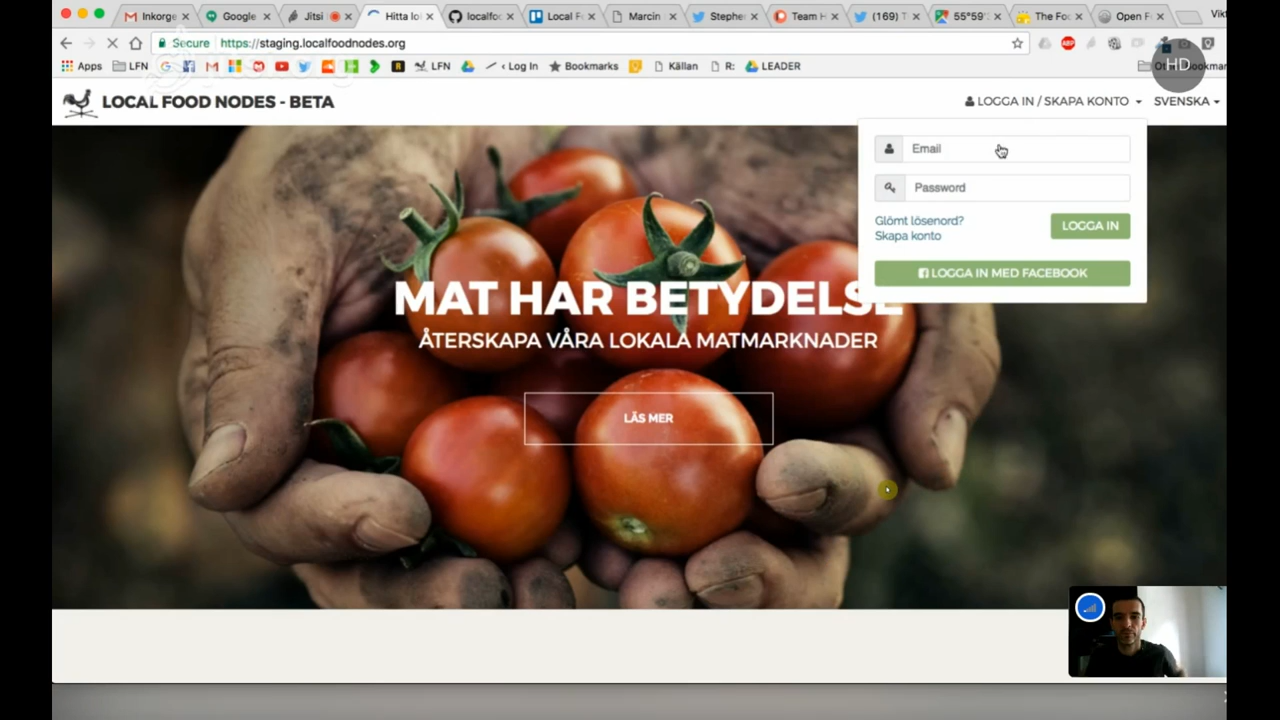 Inkorge
Google
Jitsi
Hitta lo
localfoo
Local F
Marcin
Stephe
Team H
(169) T
55°59'
The Foo
Open F
Secure https://staging.localfoodnodes.org
Apps LFN LFN Log In Bookmarks Källan R: LEADER
HD
LOCAL FOOD NODES - BETA
LOGGA IN / SKAPA KONTO SVENSKA
Email
Password
Glömt lösenord?
Skapa konto
LOGGA IN
LOGGA IN MED FACEBOOK
MAT HAR BETYDELSE
ÅTERSKAPA VÅRA LOKALA MATMARKNADER
LÄS MER